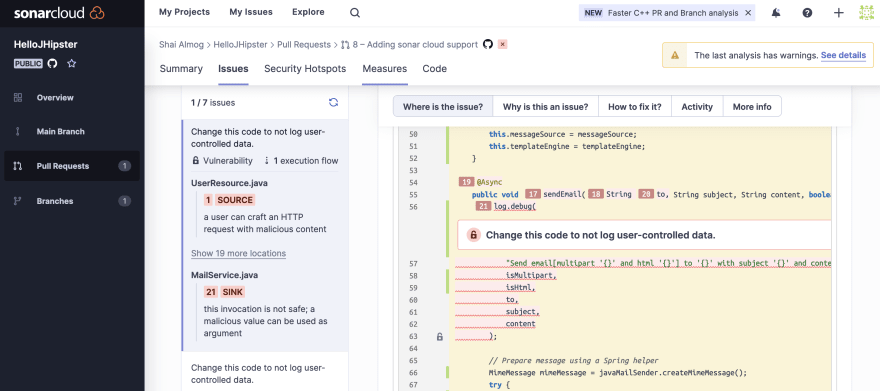 sonarcloud
My Projects My Issues Explore
NEW Faster C++ PR and Branch analysis
HelloJHipster
PUBLIC
Overview
Main Branch
Pull Requests 1
Branches 1
Shai Almog > HelloJHipster > Pull Requests > 8 – Adding sonar cloud support
The last analysis has warnings. See details
Summary Issues Security Hotspots Measures Code
1 / 7 issues
Change this code to not log user-
controlled data.
Vulnerability 1 execution flow
UserResource.java
1 SOURCE
a user can craft an HTTP
request with malicious content
Show 19 more locations
MailService.java
21 SINK
this invocation is not safe; a
malicious value can be used as
argument
Change this code to not log user-
controlled data.
Where is the issue? Why is this an issue? How to fix it? Activity More info
50 this.messageSource = messageSource;
51 this.templateEngine = templateEngine;
52 }
53
54 19 @Async
55 public void 17 sendEmail( 18 String 20 to, String subject, String content, boolea
56 21 log.debug(
Change this code to not log user-controlled data.
57 "Send email[multipart '{}' and html '{}'] to '{}' with subject '{}' and conte
58 isMultipart,
59 isHtml,
60 to,
61 subject,
62 content
63 );
64
65 // Prepare message using a Spring helper
66 MimeMessage mimeMessage = javaMailSender.createMimeMessage();
67 try {